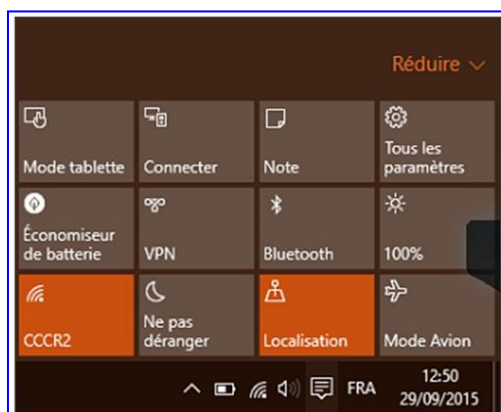 Réduire
Mode tablette
Connecter
Note
Tous les
paramètres
Économiseur
de batterie
VPN
Bluetooth
100%
CCCR2
Ne pas
déranger
Localisation
Mode Avion
FRA
12:50
29/09/2015